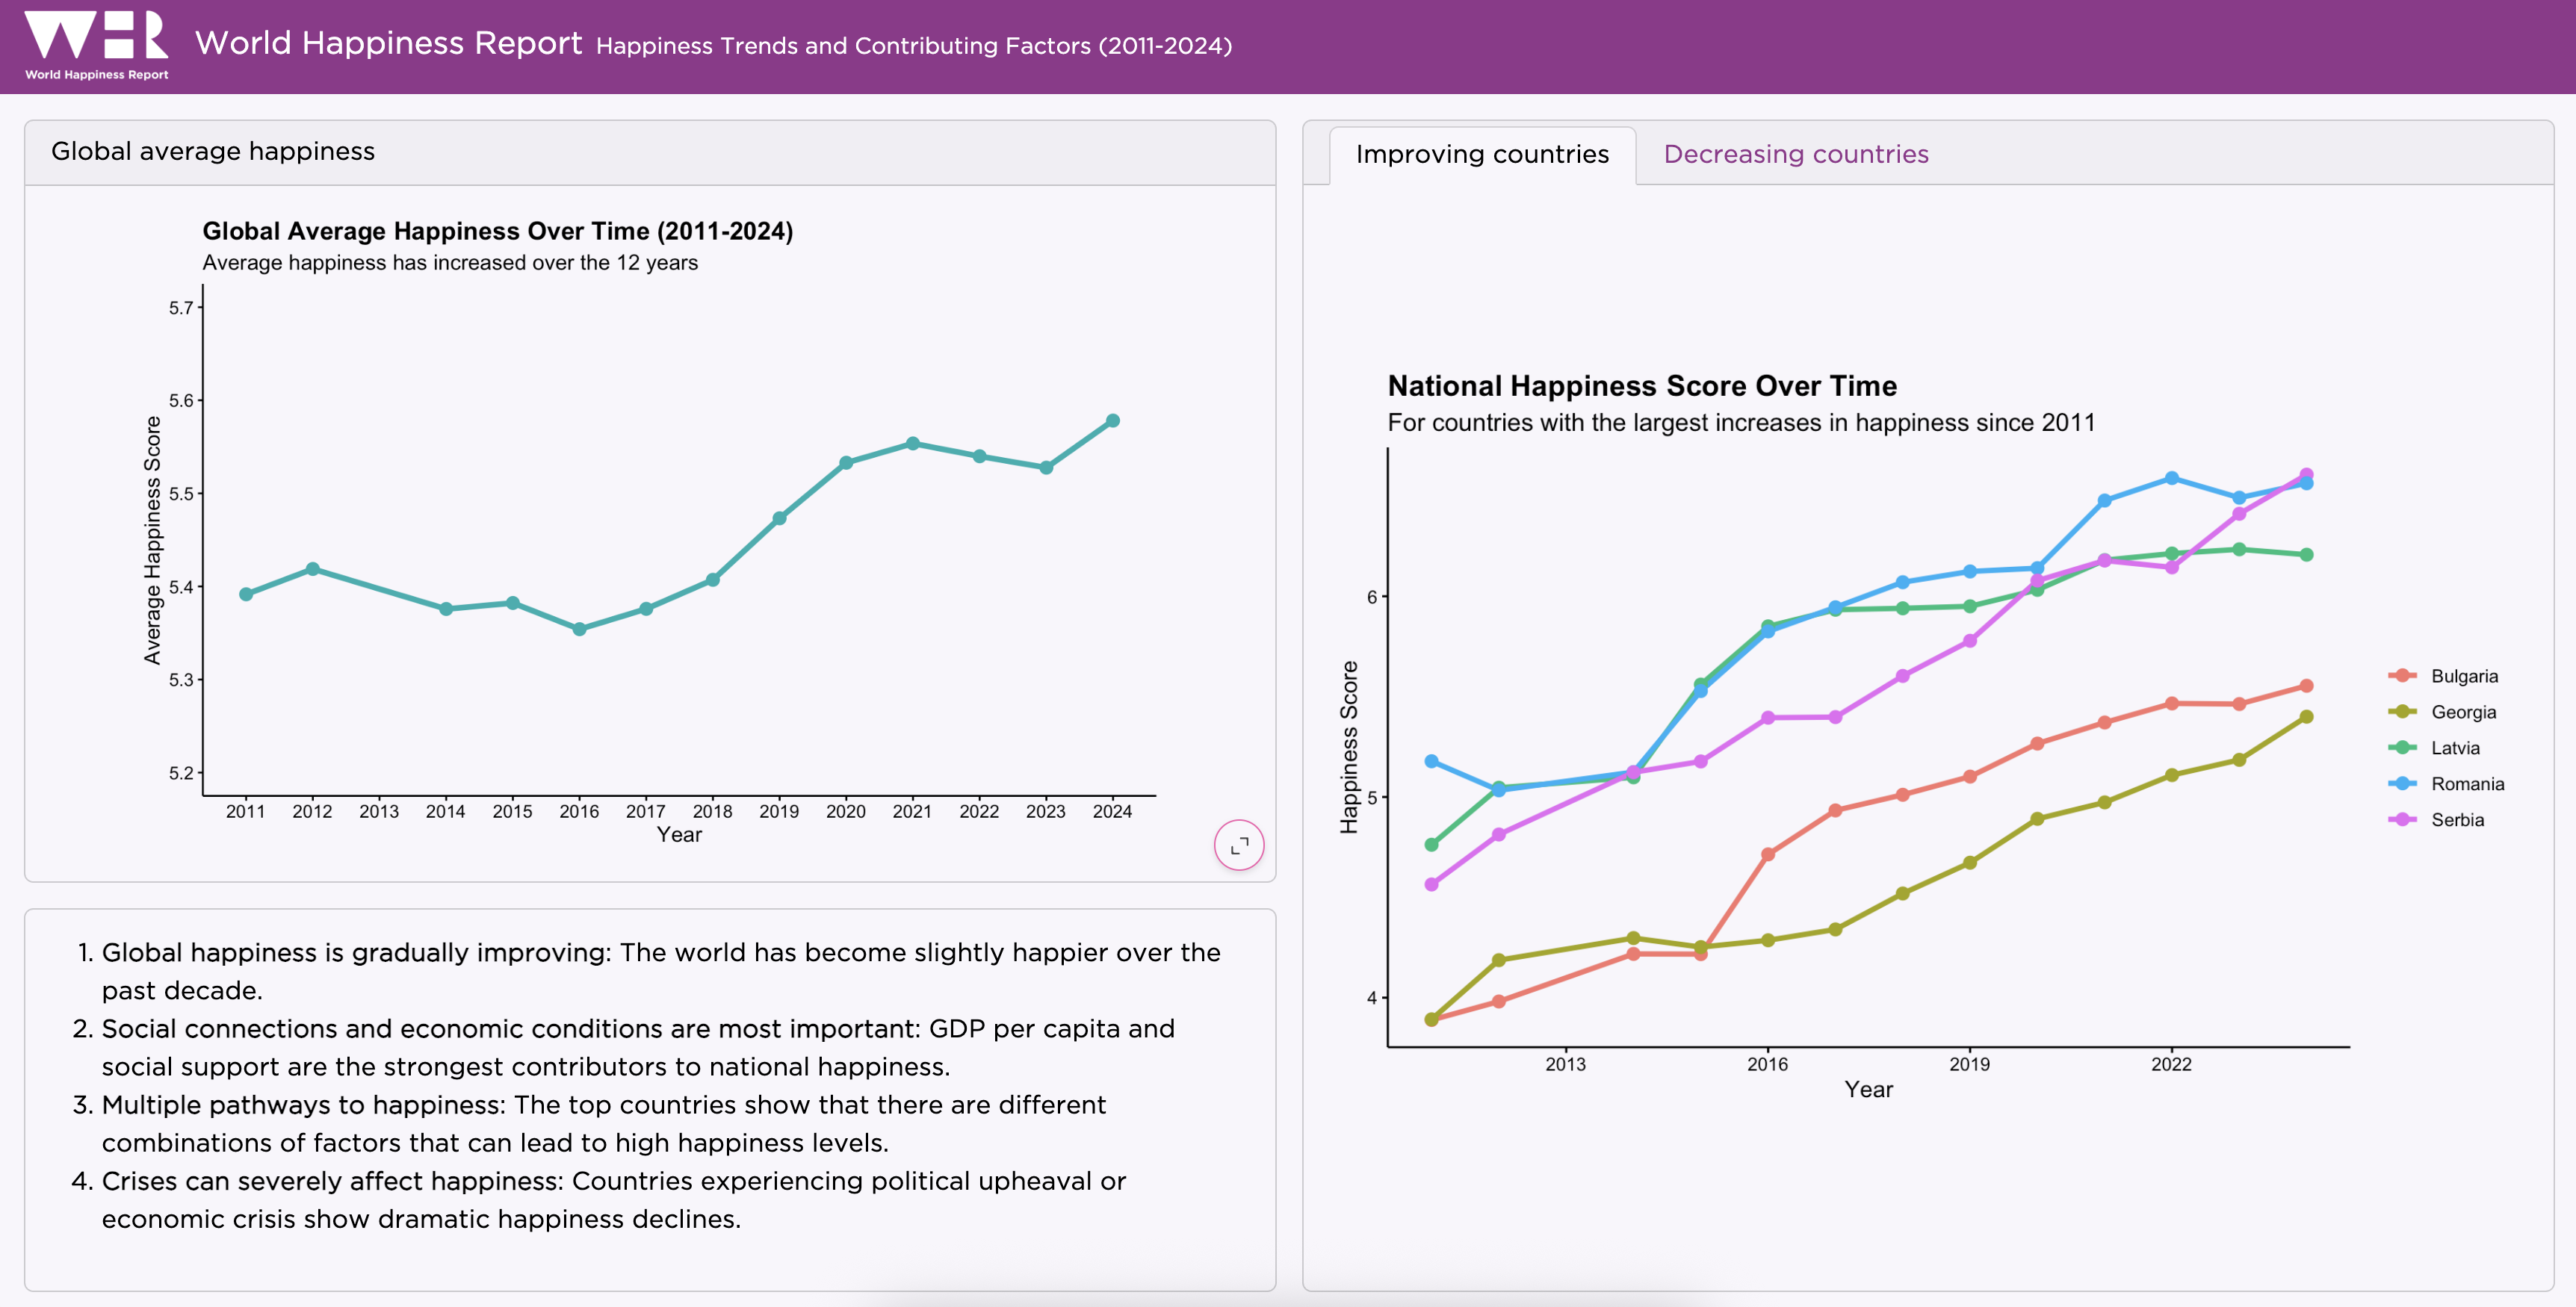 WHR
World Happiness Report
World Happiness Report Happiness Trends and Contributing Factors (2011-2024)
Global average happiness
Global Average Happiness Over Time (2011-2024)
Average happiness has increased over the 12 years
Average Happiness Score
5.7
5.6
5.5
5.4
5.3
5.2
2011 2012 2013 2014 2015 2016 2017 2018 2019 2020 2021 2022 2023 2024
Year
1. Global happiness is gradually improving: The world has become slightly happier over the
past decade.
2. Social connections and economic conditions are most important: GDP per capita and
social support are the strongest contributors to national happiness.
3. Multiple pathways to happiness: The top countries show that there are different
combinations of factors that can lead to high happiness levels.
4. Crises can severely affect happiness: Countries experiencing political upheaval or
economic crisis show dramatic happiness declines.
Improving countries Decreasing countries
National Happiness Score Over Time
For countries with the largest increases in happiness since 2011
Happiness Score
6
5
4
2013 2016 2019 2022
Year
Bulgaria
Georgia
Latvia
Romania
Serbia